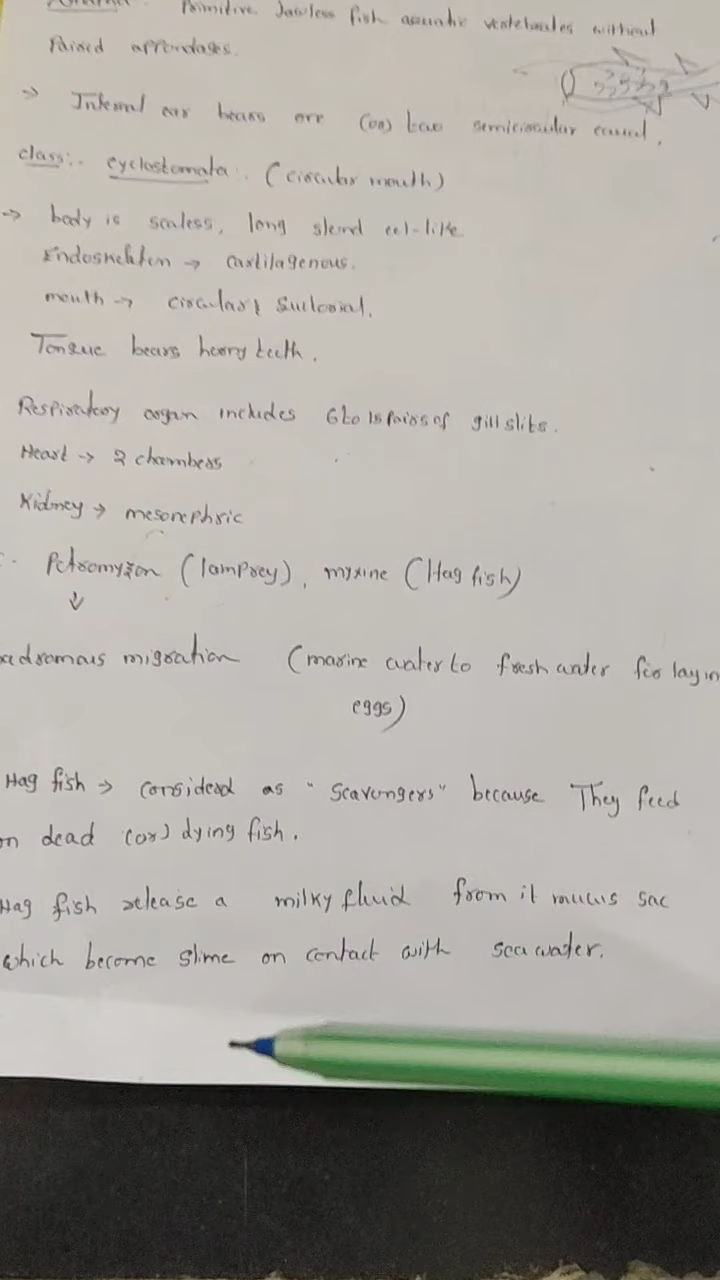 Primitive Jawless fish aquatic vertebrates without
Paired appendages.
→ Internal ear bears one (or) two semicircular canal.
class:. cyclostomata:. (circular mouth)
→ body is scaless, long slend eel-like
Endoskeleton → cartilagenous.
mouth → circular & Suctorial.
Tongue bears horny teeth.
Respiratory organ includes 6 to 15 pairs of gill slits.
Heart → 2 chambers
Kidney → mesonephric
Petromyzon (lamprey), myxine (Hag fish)
↓
adromous migration (marine water to fresh water for layin
eggs)
Hag fish → considead as "Scavengers" because They feed
on dead (or) dying fish.
Hag fish release a milky fluid from it mucus sac
which become slime on contact with sea water.